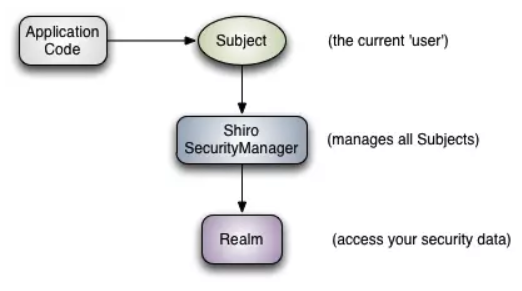 Application
Code
Subject
(the current 'user')
Shiro
SecurityManager
(manages all Subjects)
Realm
(access your security data)